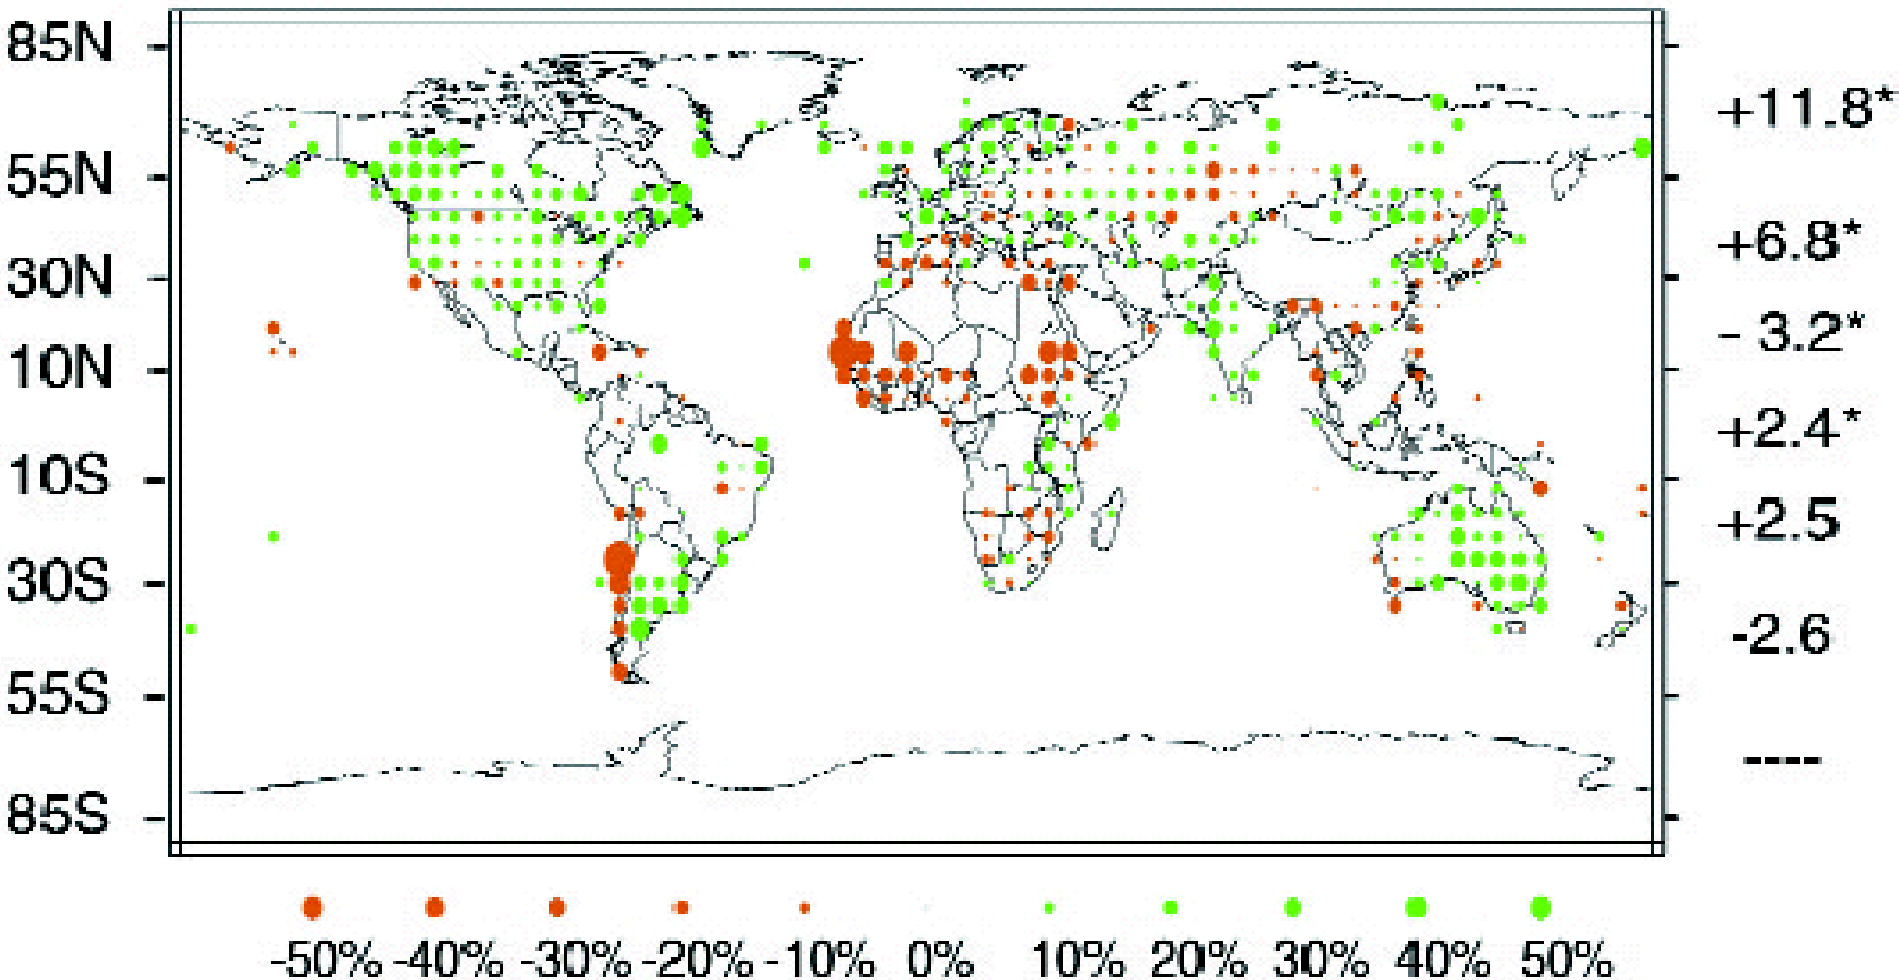 85N
+11.8*
55N
+6.8*
30N
- 3.2*
10N
+2.4*
10S
+2.5
30S
-2.6
55S
----
85S
-50% -40% -30% -20% -10% 0% 10% 20% 30% 40% 50%